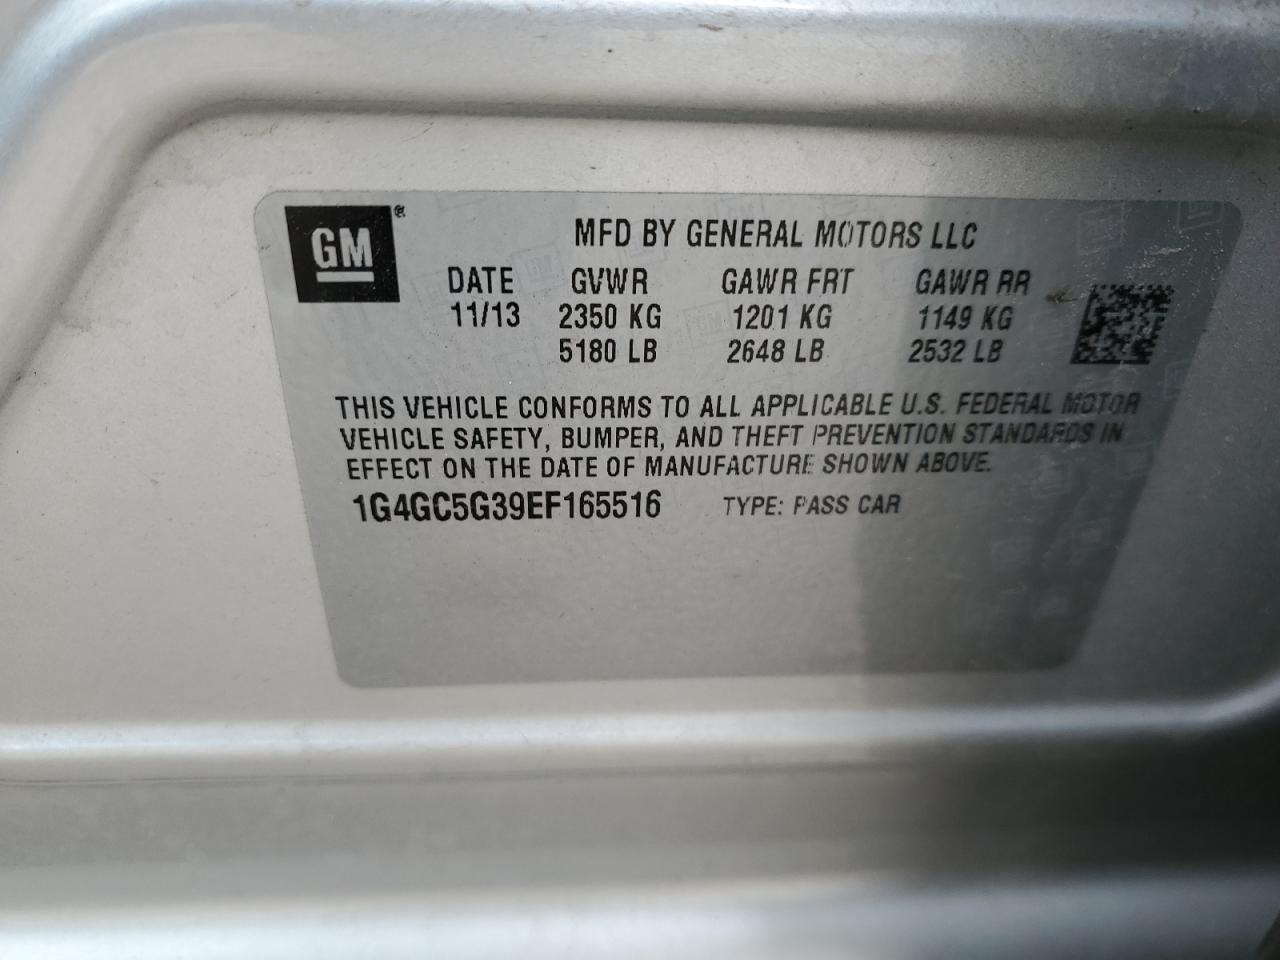 GM®
MFD BY GENERAL MOTORS LLC
DATE GVWR GAWR FRT GAWR RR
11/13 2350 KG 1201 KG 1149 KG
5180 LB 2648 LB 2532 LB
THIS VEHICLE CONFORMS TO ALL APPLICABLE U.S. FEDERAL MOTOR
VEHICLE SAFETY, BUMPER, AND THEFT PREVENTION STANDARDS IN
EFFECT ON THE DATE OF MANUFACTURE SHOWN ABOVE.
1G4GC5G39EF165516 TYPE: PASS CAR